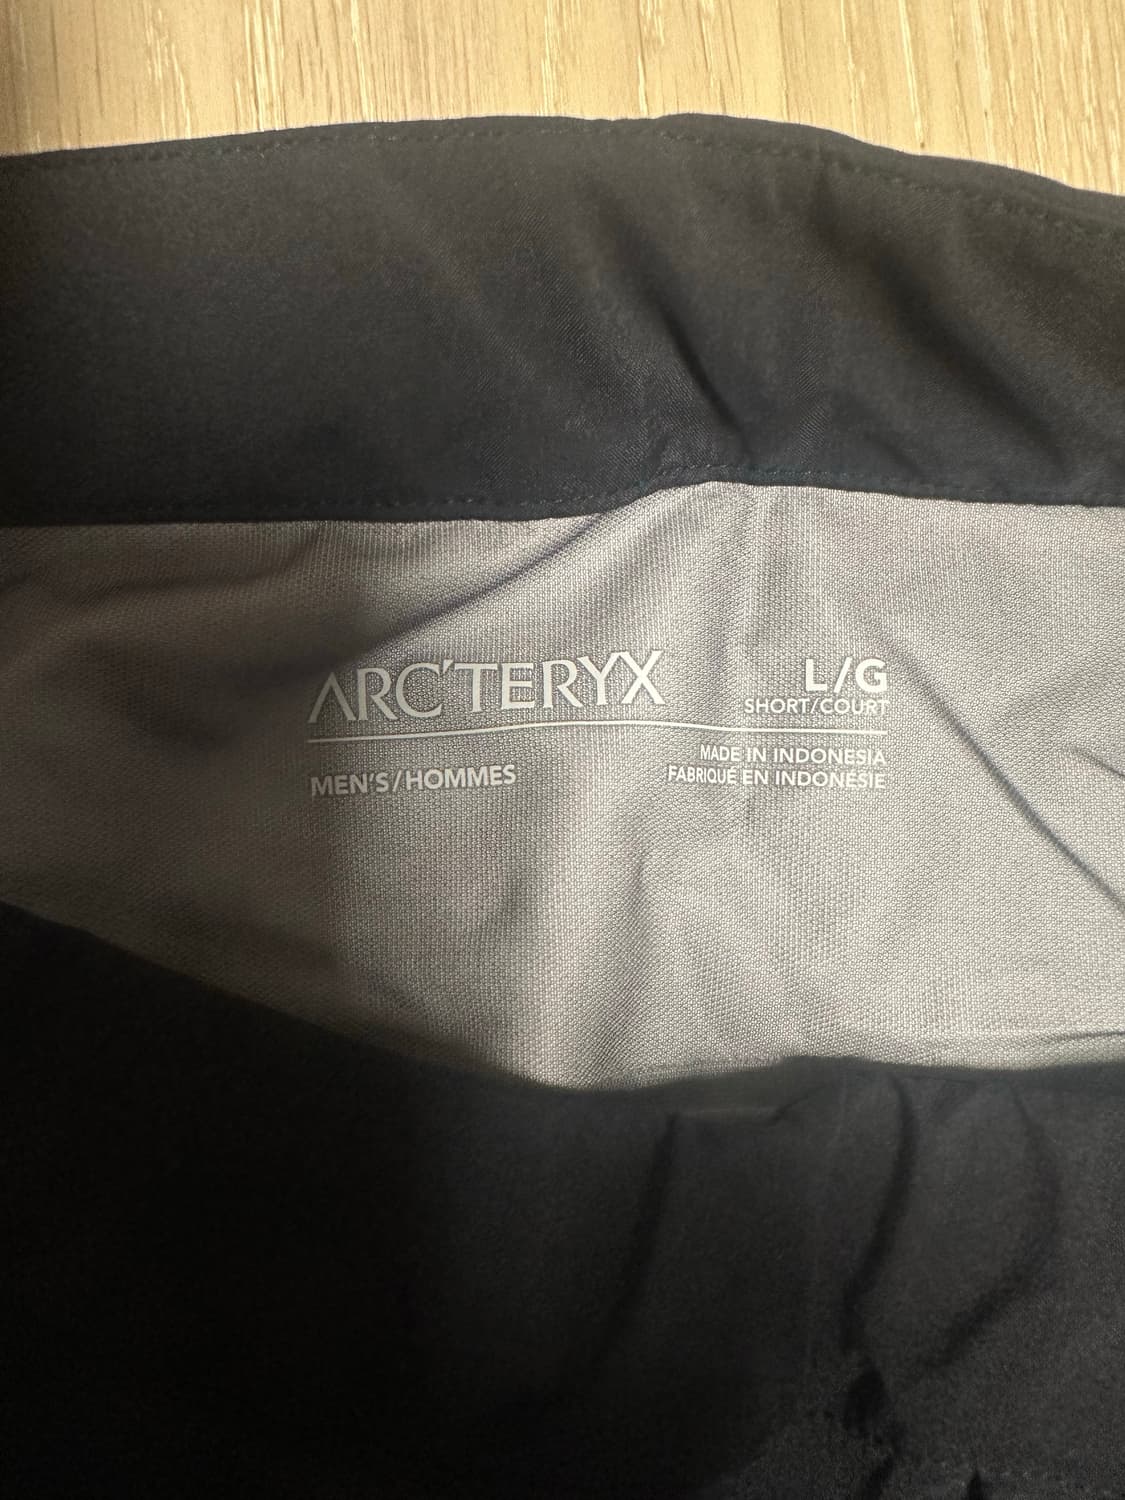 ARC'TERYX
MEN'S/HOMMES
L/G
SHORT/COURT
MADE IN INDONESIA
FABRIQUÉ EN INDONÉSIE